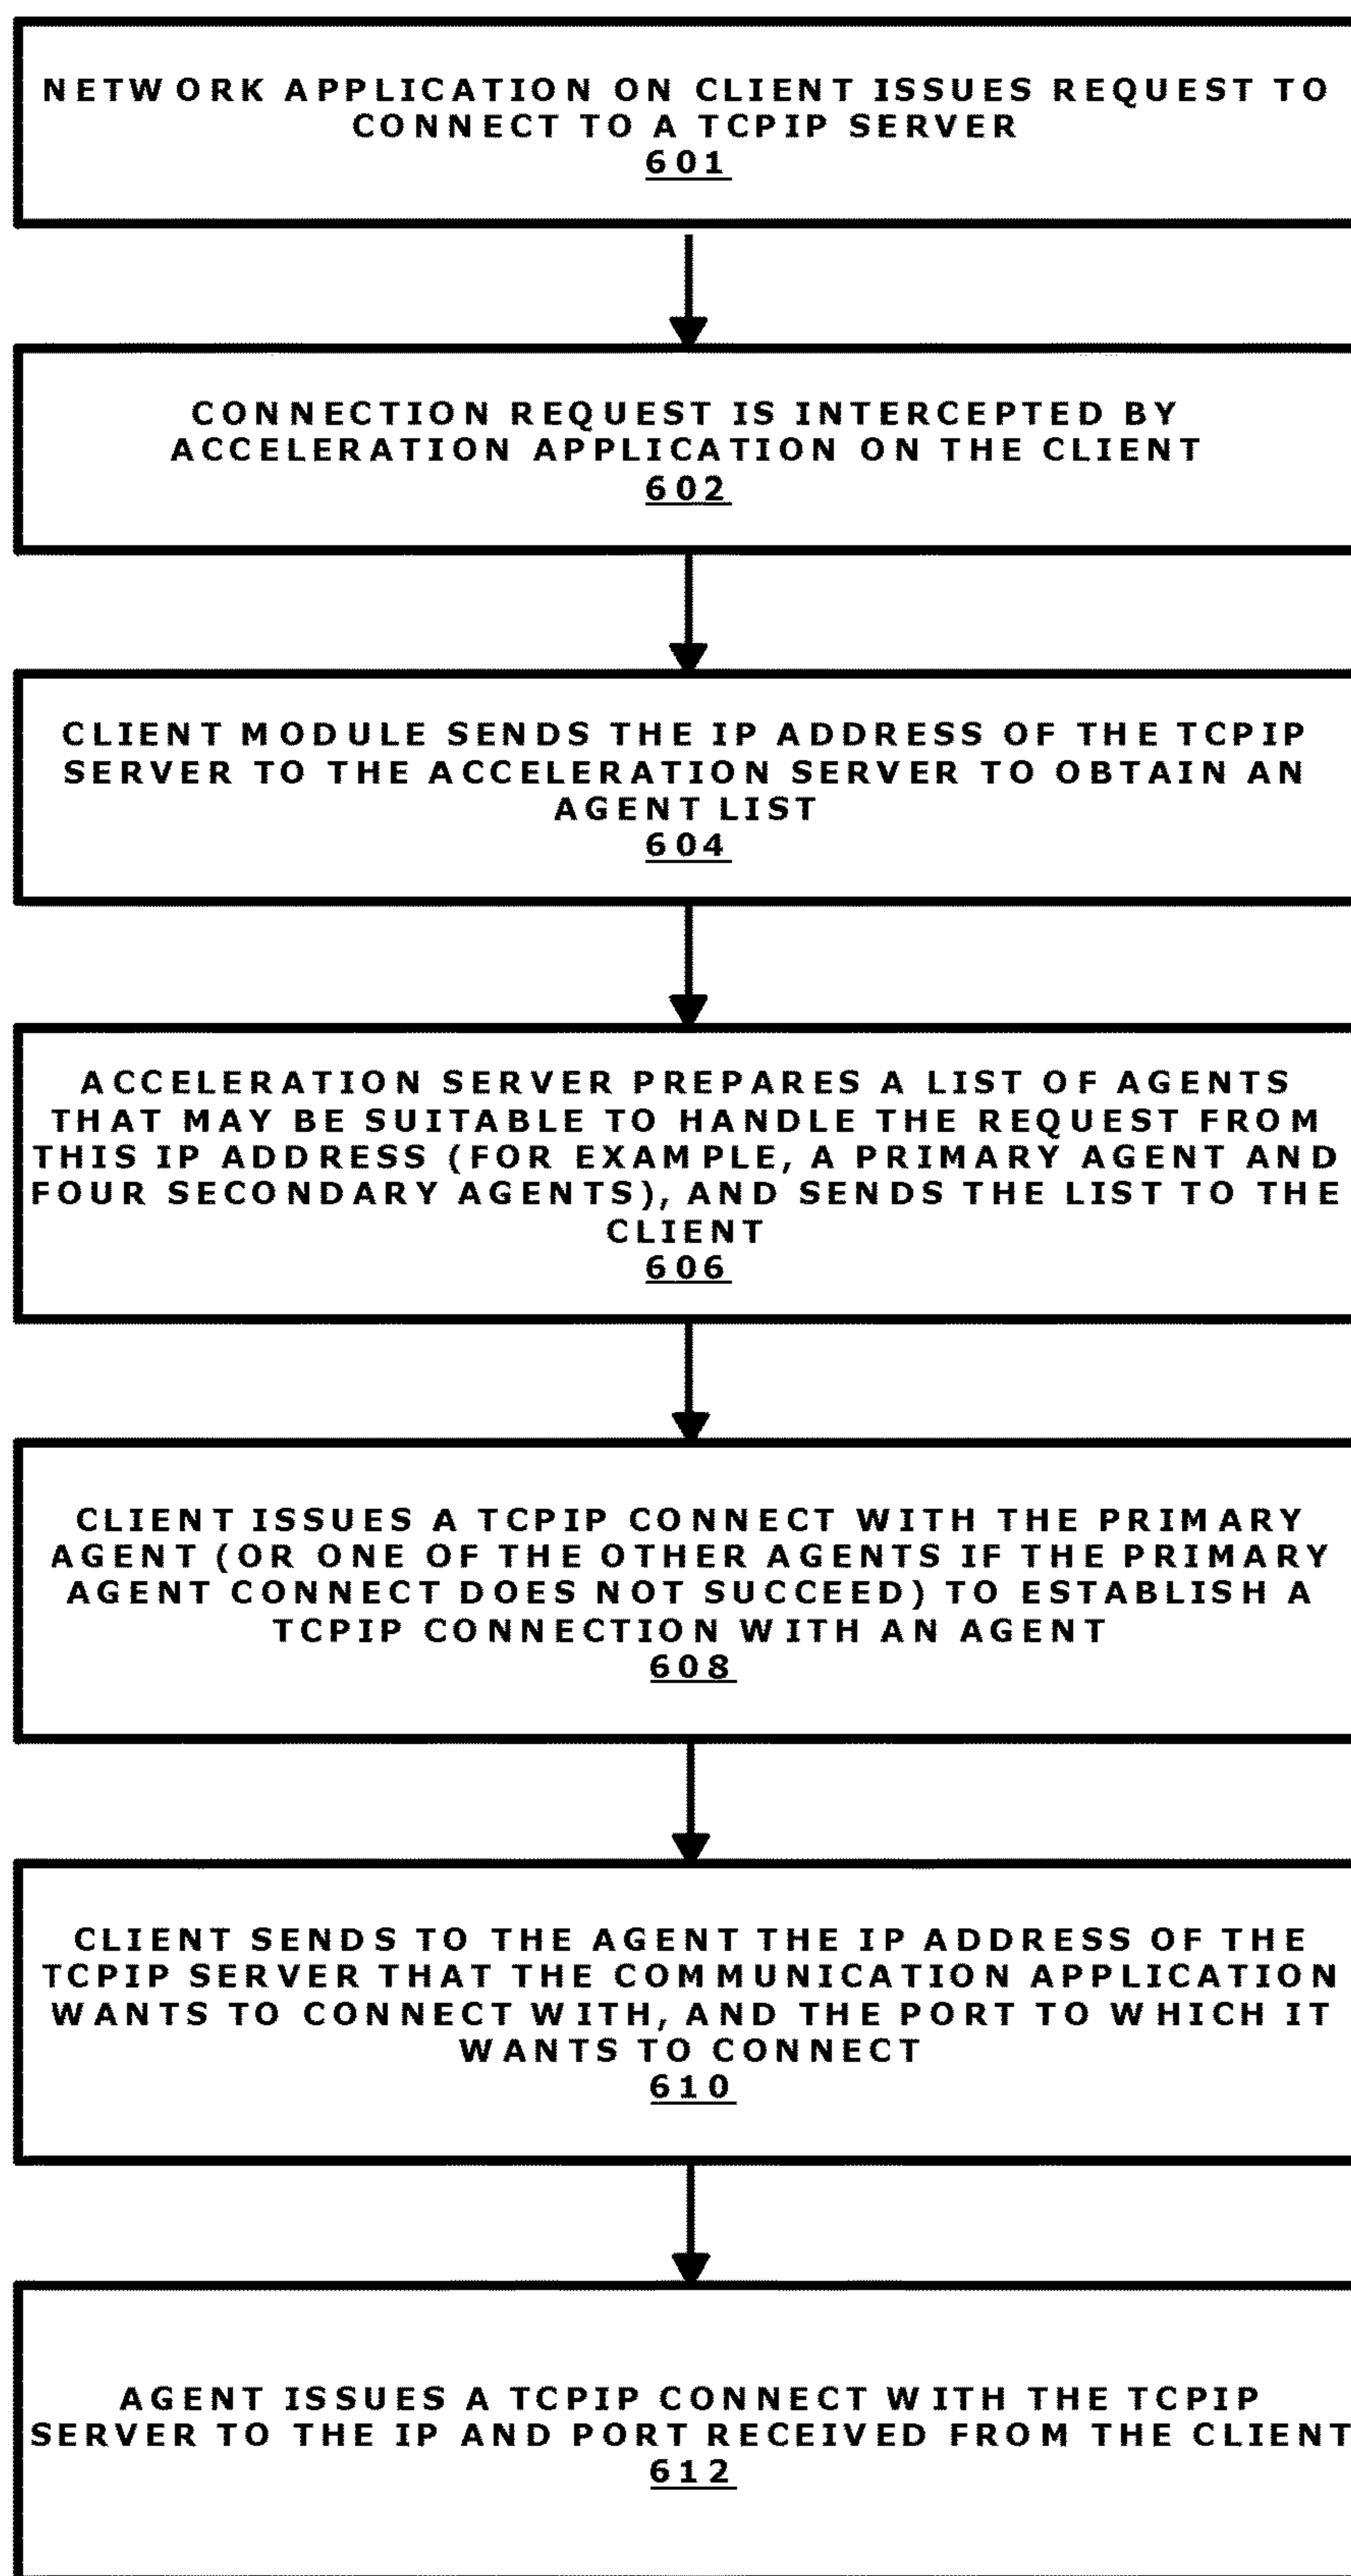 NETWORK APPLICATION ON CLIENT ISSUES REQUEST TO
CONNECT TO A TCPIP SERVER
601
CONNECTION REQUEST IS INTERCEPTED BY
ACCELERATION APPLICATION ON THE CLIENT
602
CLIENT MODULE SENDS THE IP ADDRESS OF THE TCPIP
SERVER TO THE ACCELERATION SERVER TO OBTAIN AN
AGENT LIST
604
ACCELERATION SERVER PREPARES A LIST OF AGENTS
THAT MAY BE SUITABLE TO HANDLE THE REQUEST FROM
THIS IP ADDRESS (FOR EXAMPLE, A PRIMARY AGENT AND
FOUR SECONDARY AGENTS), AND SENDS THE LIST TO THE
CLIENT
606
CLIENT ISSUES A TCPIP CONNECT WITH THE PRIMARY
AGENT (OR ONE OF THE OTHER AGENTS IF THE PRIMARY
AGENT CONNECT DOES NOT SUCCEED) TO ESTABLISH A
TCPIP CONNECTION WITH AN AGENT
608
CLIENT SENDS TO THE AGENT THE IP ADDRESS OF THE
TCPIP SERVER THAT THE COMMUNICATION APPLICATION
WANTS TO CONNECT WITH, AND THE PORT TO WHICH IT
WANTS TO CONNECT
610
AGENT ISSUES A TCPIP CONNECT WITH THE TCPIP
SERVER TO THE IP AND PORT RECEIVED FROM THE CLIENT
612